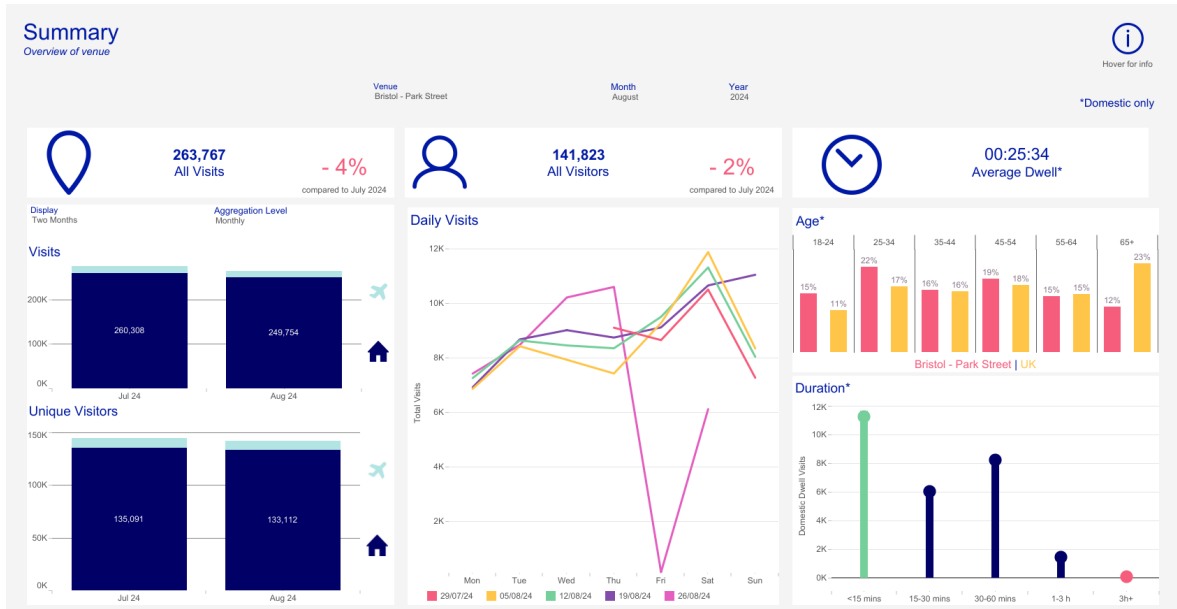 Summary
Overview of venue
Hover for info
Venue
Bristol - Park Street
Month
August
Year
2024
*Domestic only
263,767
All Visits
- 4%
compared to July 2024
141,823
All Visitors
- 2%
compared to July 2024
00:25:34
Average Dwell*
Display
Two Months
Aggregation Level
Monthly
Visits
200K
100K
0K
260,308
249,754
Jul 24
Aug 24
Unique Visitors
150K
100K
50K
0K
135,091
133,112
Jul 24
Aug 24
Daily Visits
Total Visits
12K
10K
8K
6K
4K
2K
Mon Tue Wed Thu Fri Sat Sun
29/07/24 05/08/24 12/08/24 19/08/24 26/08/24
Age*
18-24 25-34 35-44 45-54 55-64 65+
15% 11% 22% 17% 16% 16% 19% 18% 15% 15% 12% 23%
Bristol - Park Street | UK
Duration*
Domestic Dwell Visits
12K
10K
8K
6K
4K
2K
0K
<15 mins 15-30 mins 30-60 mins 1-3 h 3h+